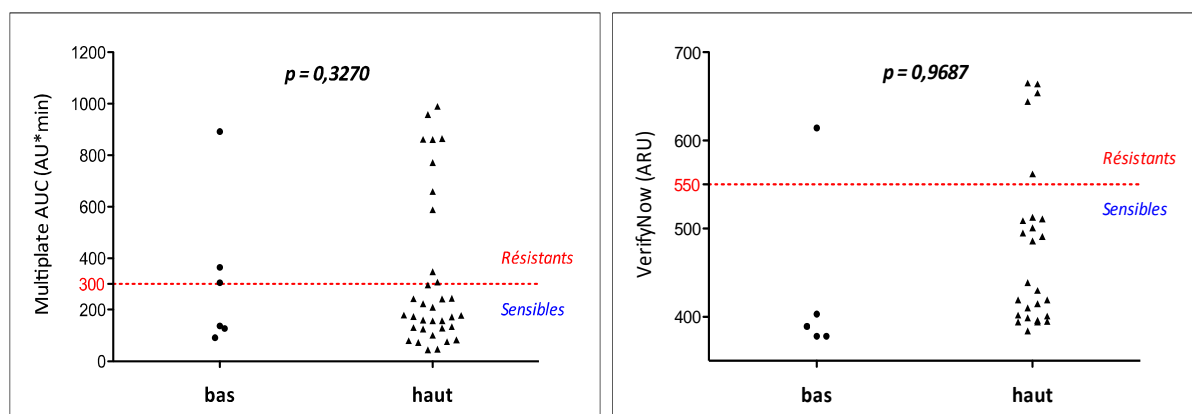 1200
1000
800
600
400
300
200
0
Multiplate AUC (AU*min)
p = 0,3270
Résistants
Sensibles
bas
haut
700
600
550
500
400
VerifyNow (ARU)
p = 0,9687
Résistants
Sensibles
bas
haut